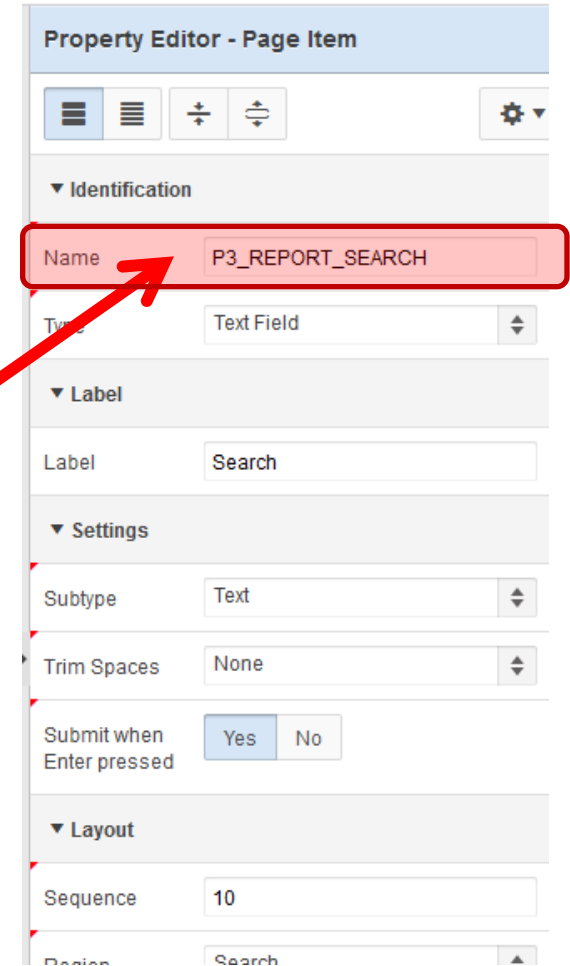 Property Editor - Page Item
Identification
Name P3_REPORT_SEARCH
Type Text Field
Label
Label Search
Settings
Subtype Text
Trim Spaces None
Submit when
Enter pressed Yes No
Layout
Sequence 10
Region Search